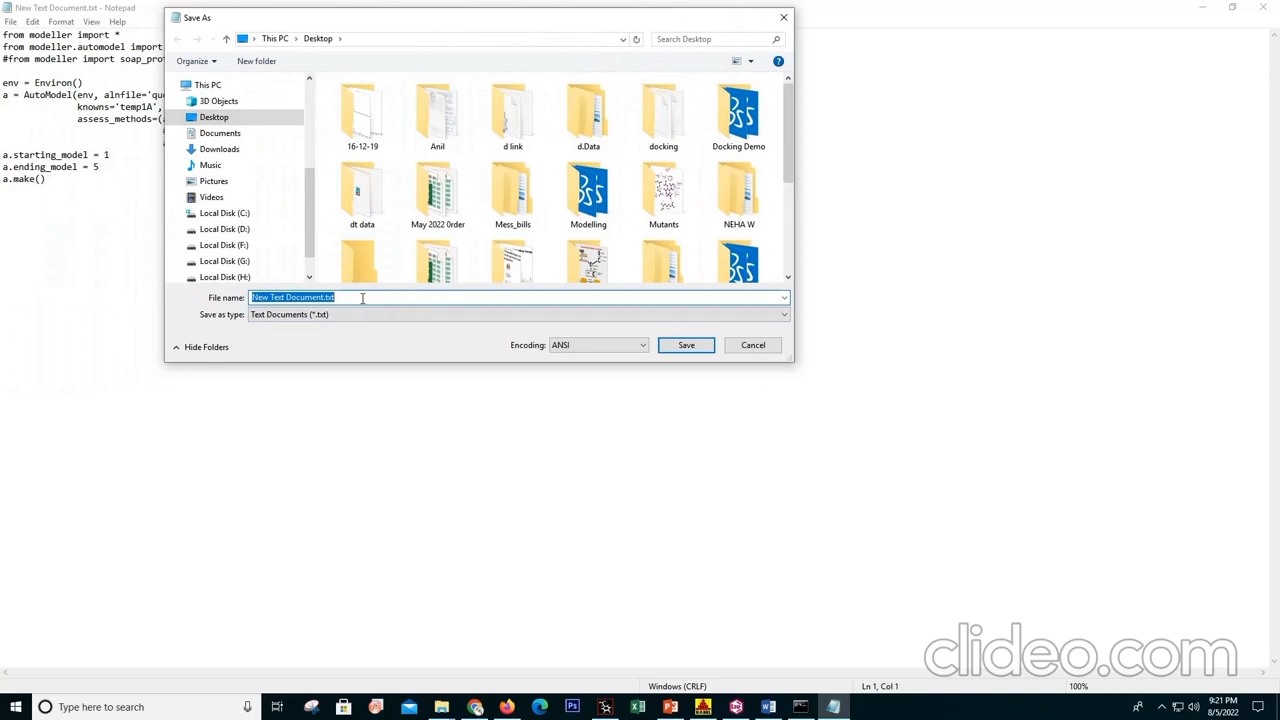 New Text Document.txt - Notepad
File Edit Format View Help
from modeller import *
from modeller.automodel import
#from modeller import soap_pro
env = Environ()
a = AutoModel(env, alnfile='qu
knowns='temp1A',
assess_methods=(
a.starting_model = 1
a.ending_model = 5
a.make()
Save As
This PC > Desktop >
Search Desktop
Organize
New folder
This PC
3D Objects
Desktop
Documents
Downloads
Music
Pictures
Videos
Local Disk (C:)
Local Disk (D:)
Local Disk (F:)
Local Disk (G:)
Local Disk (H:)
16-12-19
Anil
d link
d.Data
docking
Docking Demo
dt data
May 2022 0rder
Mess_bills
Modelling
Mutants
NEHA W
File name: New Text Document.txt
Save as type: Text Documents (*.txt)
Hide Folders
Encoding: ANSI
Save
Cancel
clideo.com
Windows (CRLF)
Ln 1, Col 1
100%
Type here to search
9:21 PM
8/5/2022